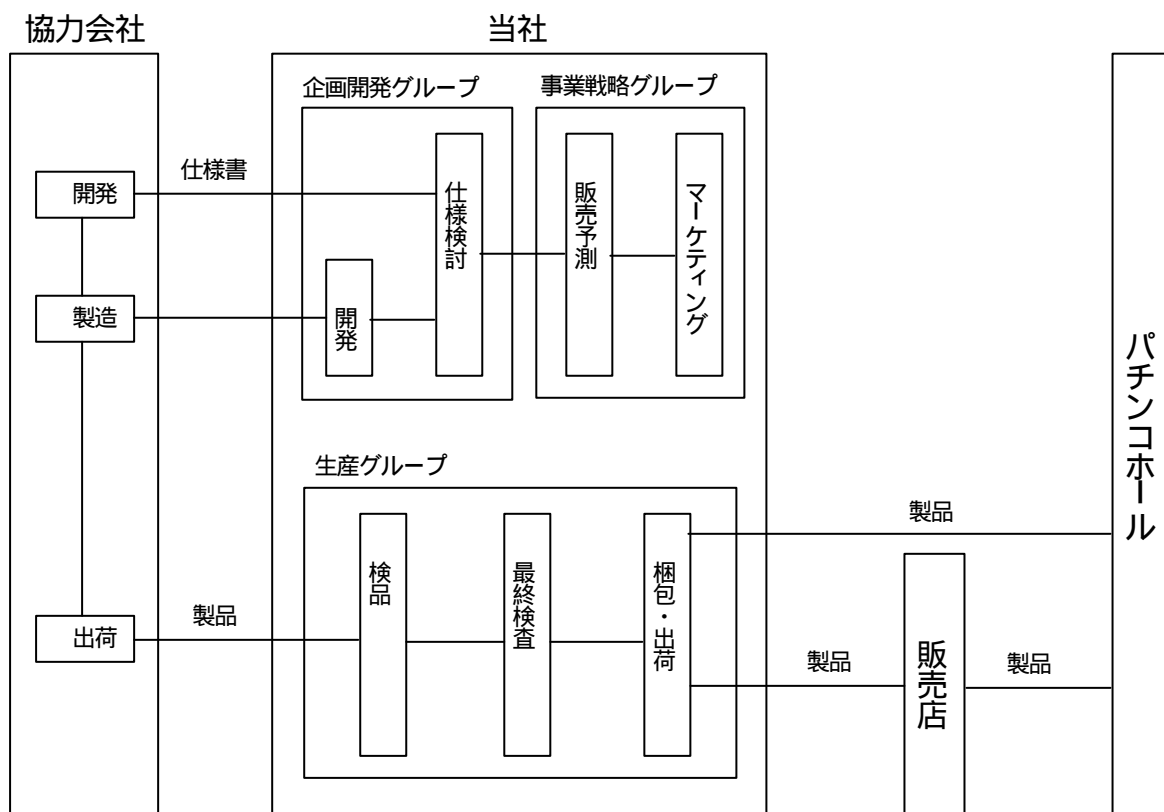 協力会社
当社
企画開発グループ
事業戦略グループ
開発
仕様書
仕様検討
販売予測
マーケティング
製造
開発
パチンコホール
生産グループ
製品
検品
最終検査
梱包・出荷
出荷
製品
製品
販売店
製品